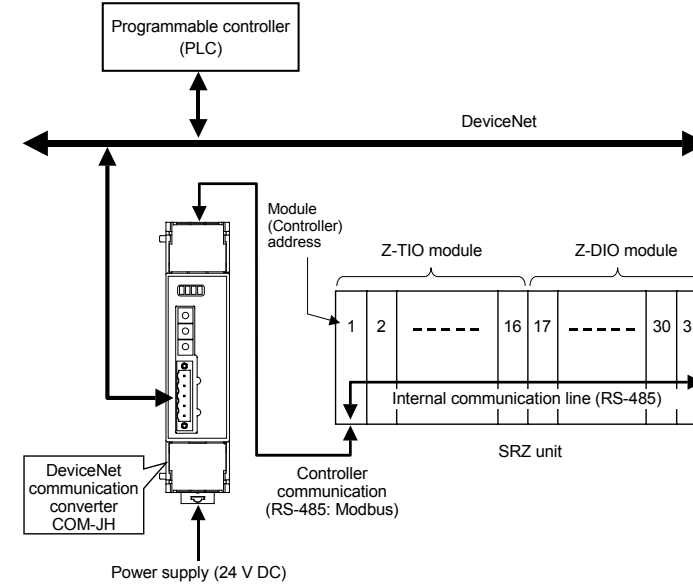 Programmable controller
(PLC)
DeviceNet
Module
(Controller)
address
Z-TIO module
Z-DIO module
1
2
16
17
30
3
Internal communication line (RS-485)
SRZ unit
Controller
communication
(RS-485: Modbus)
DeviceNet
communication
converter
COM-JH
Power supply (24 V DC)